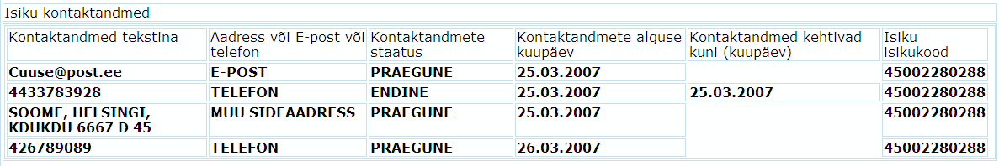 Isiku kontaktandmed
Kontaktandmed tekstina Aadress või E-post või telefon Kontaktandmete staatus Kontaktandmete alguse kuupäev Kontaktandmed kehtivad kuni (kuupäev) Isiku isikukood
Cuuse@post.ee E-POST PRAEGUNE 25.03.2007 45002280288
4433783928 TELEFON ENDINE 25.03.2007 25.03.2007 45002280288
SOOME, HELSINGI, KDUKDU 6667 D 45 MUU SIDEAADRESS PRAEGUNE 25.03.2007 45002280288
426789089 TELEFON PRAEGUNE 26.03.2007 45002280288